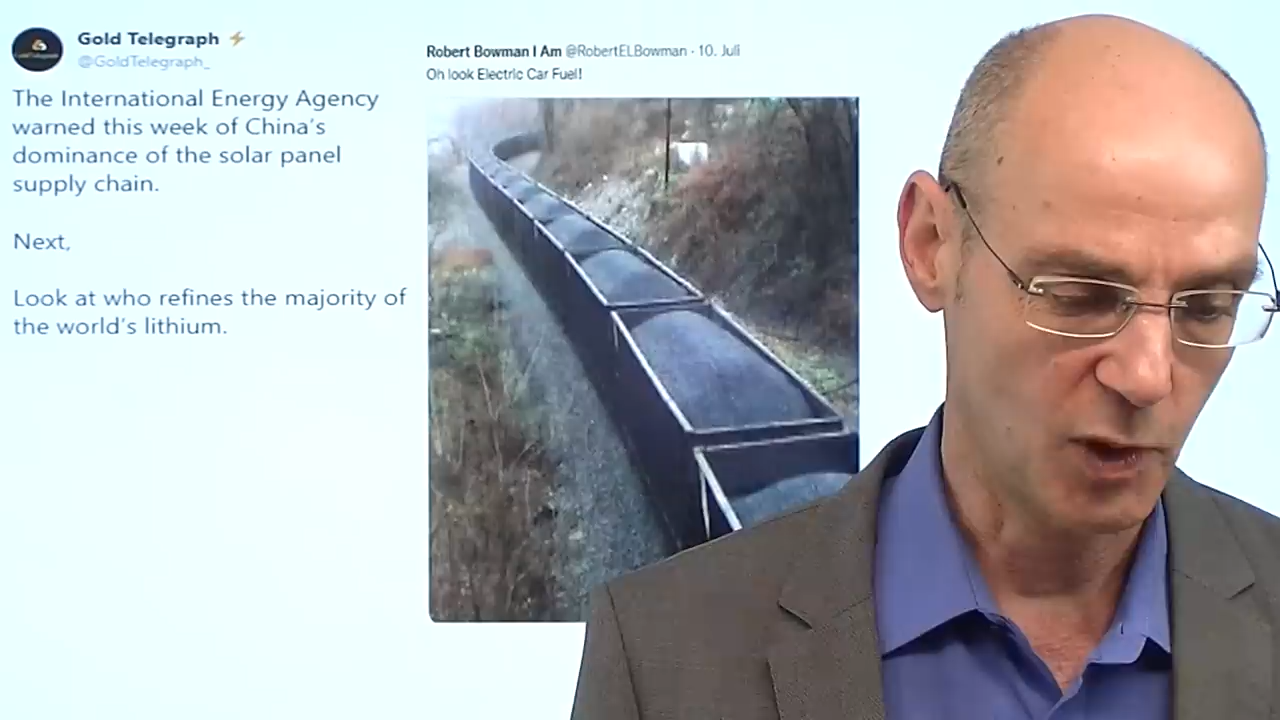 Gold Telegraph ⚡
@GoldTelegraph_
The International Energy Agency
warned this week of China's
dominance of the solar panel
supply chain.
Next,
Look at who refines the majority of
the world's lithium.
Robert Bowman I Am @RobertELBowman · 10. Juli
Oh look Electric Car Fuel!